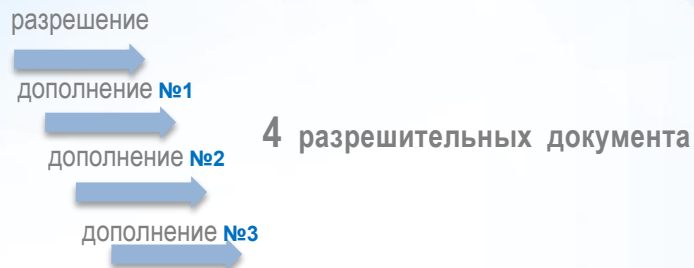 разрешение
дополнение №1
4 разрешительных документа
дополнение №2
дополнение №3